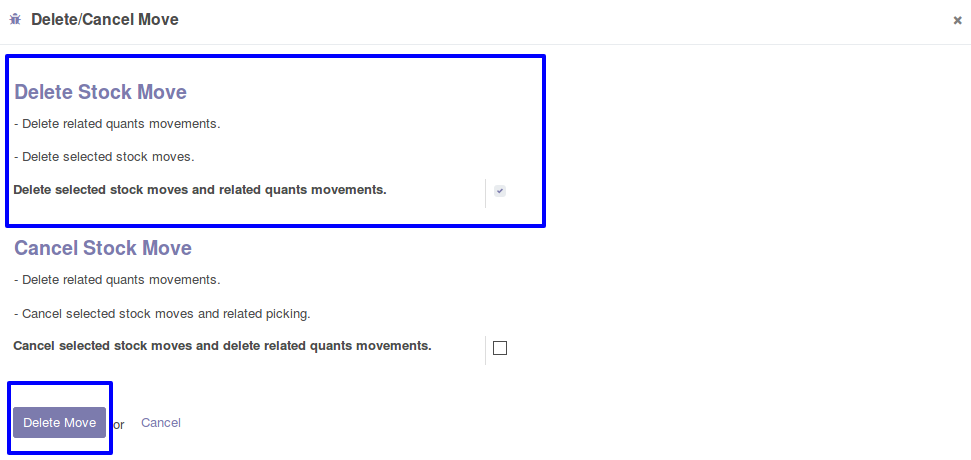 Delete/Cancel Move
Delete Stock Move
- Delete related quants movements.
- Delete selected stock moves.
Delete selected stock moves and related quants movements.
Cancel Stock Move
- Delete related quants movements.
- Cancel selected stock moves and related picking.
Cancel selected stock moves and delete related quants movements.
Delete Move or Cancel